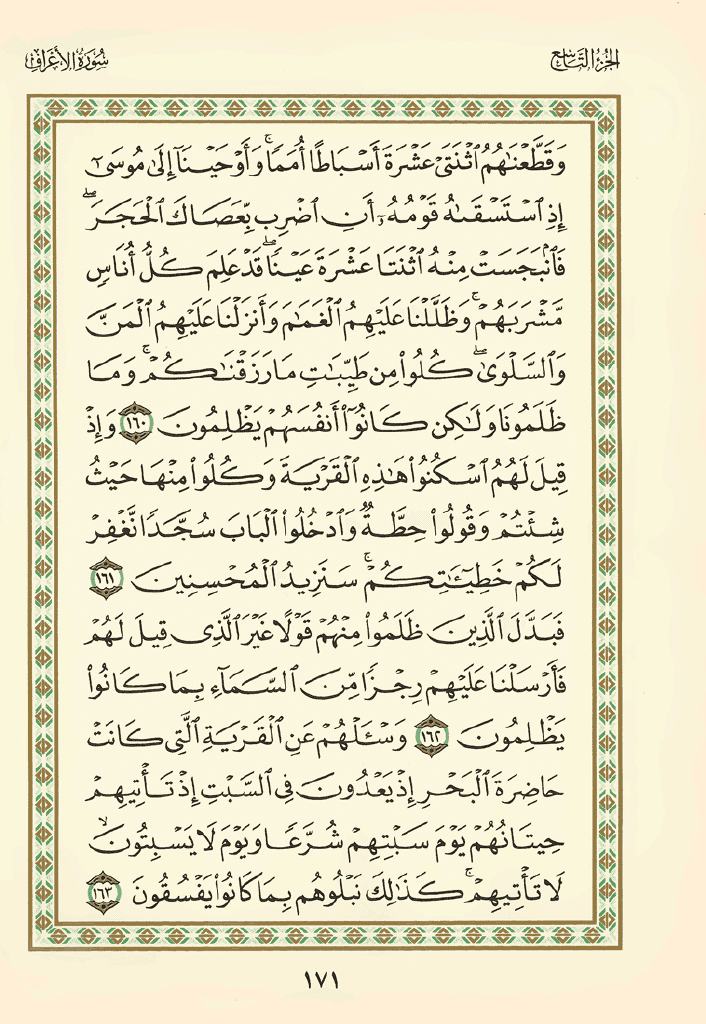 الجزء التاسع
سورة الأعراف
وَقَطَّعْنَٰهُمُ ٱثْنَتَىْ عَشْرَةَ أَسْبَاطًا أُمَمًا ۚ وَأَوْحَيْنَآ إِلَىٰ مُوسَىٰٓ
إِذِ ٱسْتَسْقَىٰهُ قَوْمُهُۥٓ أَنِ ٱضْرِب بِّعَصَاكَ ٱلْحَجَرَ ۖ
فَٱنۢبَجَسَتْ مِنْهُ ٱثْنَتَا عَشْرَةَ عَيْنًا ۖ قَدْ عَلِمَ كُلُّ أُنَاسٍ
مَّشْرَبَهُمْ ۚ وَظَلَّلْنَا عَلَيْهِمُ ٱلْغَمَٰمَ وَأَنزَلْنَا عَلَيْهِمُ ٱلْمَنَّ
وَٱلسَّلْوَىٰ ۖ كُلُوا۟ مِن طَيِّبَٰتِ مَا رَزَقْنَٰكُمْ ۚ وَمَا
ظَلَمُونَا وَلَٰكِن كَانُوٓا۟ أَنفُسَهُمْ يَظْلِمُونَ ١٦٠ وَإِذْ
قِيلَ لَهُمُ ٱسْكُنُوا۟ هَٰذِهِ ٱلْقَرْيَةَ وَكُلُوا۟ مِنْهَا حَيْثُ
شِئْتُمْ وَقُولُوا۟ حِطَّةٌ وَٱدْخُلُوا۟ ٱلْبَابَ سُجَّدًا نَّغْفِرْ
لَكُمْ خَطِيٓـَٰٔتِكُمْ ۚ سَنَزِيدُ ٱلْمُحْسِنِينَ ١٦١
فَبَدَّلَ ٱلَّذِينَ ظَلَمُوا۟ مِنْهُمْ قَوْلًا غَيْرَ ٱلَّذِى قِيلَ لَهُمْ
فَأَرْسَلْنَا عَلَيْهِمْ رِجْزًا مِّنَ ٱلسَّمَآءِ بِمَا كَانُوا۟
يَظْلِمُونَ ١٦٢ وَسْـَٔلْهُمْ عَنِ ٱلْقَرْيَةِ ٱلَّتِى كَانَتْ
حَاضِرَةَ ٱلْبَحْرِ إِذْ يَعْدُونَ فِى ٱلسَّبْتِ إِذْ تَأْتِيهِمْ
حِيتَانُهُمْ يَوْمَ سَبْتِهِمْ شُرَّعًا وَيَوْمَ لَا يَسْبِتُونَ ۙ
لَا تَأْتِيهِمْ ۚ كَذَٰلِكَ نَبْلُوهُم بِمَا كَانُوا۟ يَفْسُقُونَ ١٦٣
١٧١